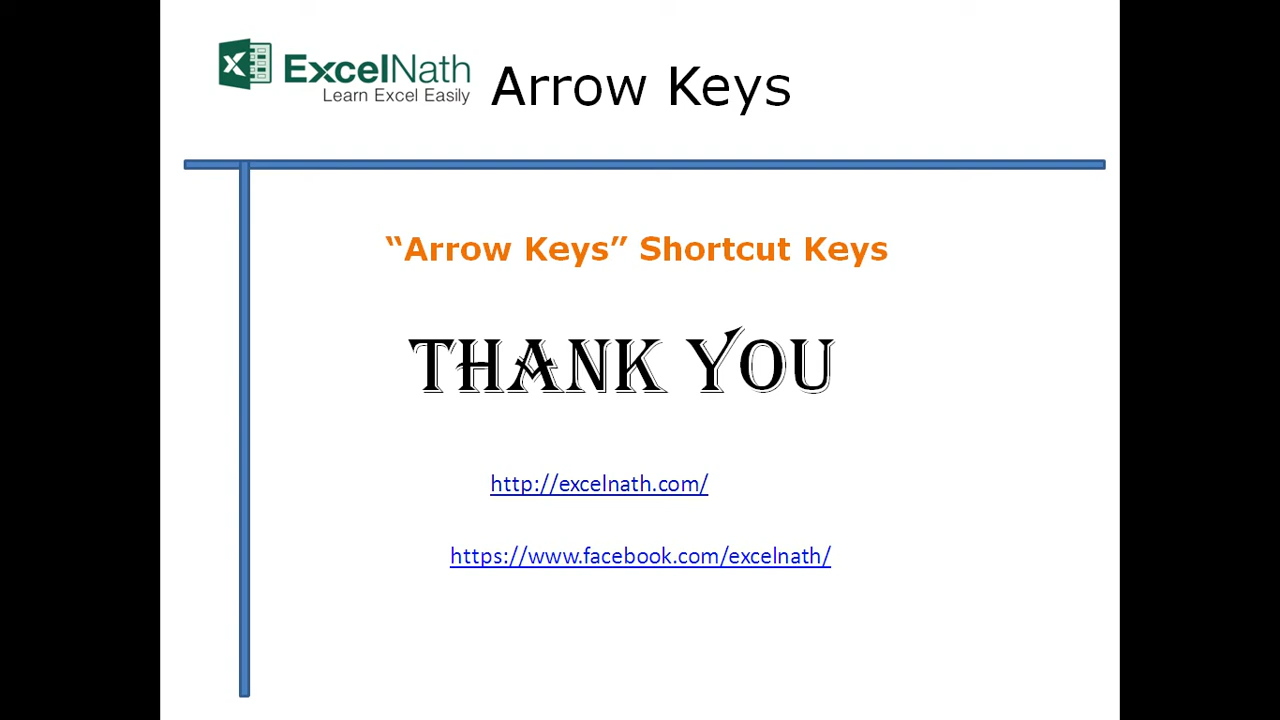 ExcelNath
Learn Excel Easily
Arrow Keys
“Arrow Keys” Shortcut Keys
THANK YOU
http://excelnath.com/
https://www.facebook.com/excelnath/